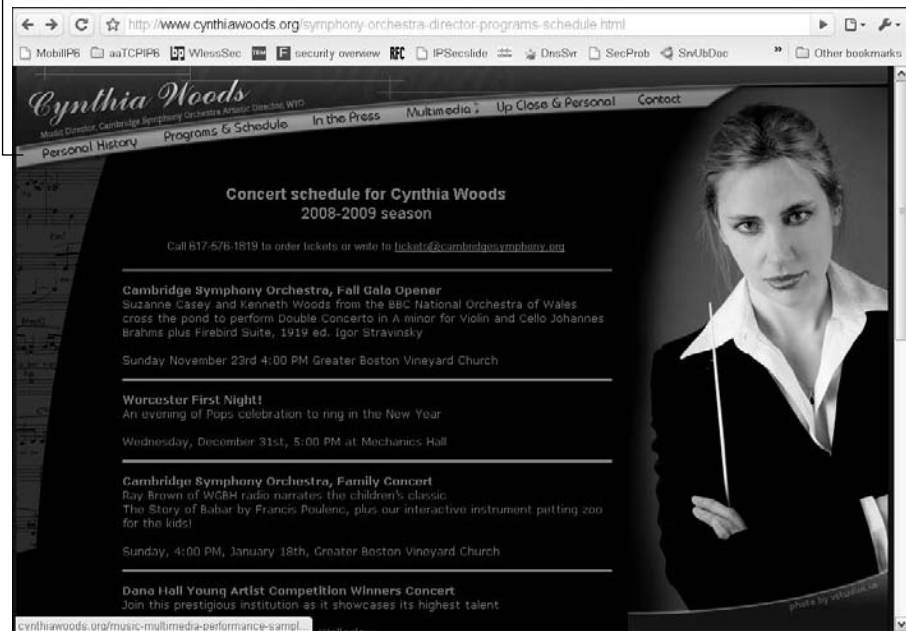 http://www.cynthiawoods.org/symphony-orchestra-director-programs-schedule.html
MobilIP6 aaTCPIP6 WlessSec TRM security overview RFC IPSecslide DnsSvr SecProb SrvUbDoc » Other bookmarks
Cynthia Woods
Music Director, Cambridge Symphony Orchestra Artistic Director, WYO
Personal History Programs & Schedule In the Press Multimedia Up Close & Personal Contact
Concert schedule for Cynthia Woods
2008-2009 season
Call 617-576-1819 to order tickets or write to tickets@cambridgesymphony.org
Cambridge Symphony Orchestra, Fall Gala Opener
Suzanne Casey and Kenneth Woods from the BBC National Orchestra of Wales
cross the pond to perform Double Concerto in A minor for Violin and Cello Johannes
Brahms plus Firebird Suite, 1919 ed. Igor Stravinsky
Sunday November 23rd 4:00 PM Greater Boston Vineyard Church
Worcester First Night!
An evening of Pops celebration to ring in the New Year
Wednesday, December 31st, 5:00 PM at Mechanics Hall
Cambridge Symphony Orchestra, Family Concert
Ray Brown of WGBH radio narrates the children's classic
The Story of Babar by Francis Poulenc, plus our interactive instrument petting zoo
for the kids!
Sunday, 4:00 PM, January 18th, Greater Boston Vineyard Church
Dana Hall Young Artist Competition Winners Concert
Join this prestigious institution as it showcases its highest talent
photo by
cynthiawoods.org/music-multimedia-performance-sampl...